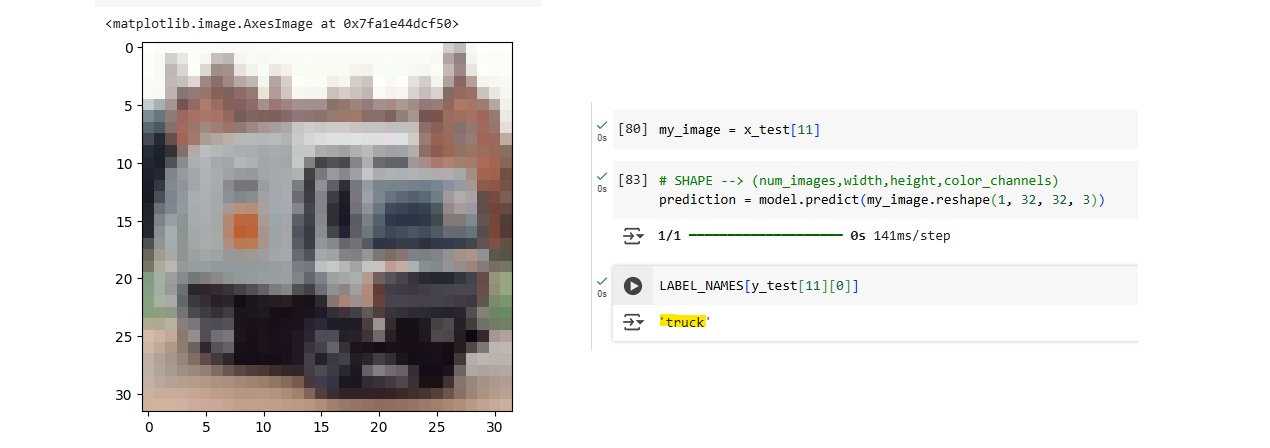 <matplotlib.image.AxesImage at 0x7fa1e44dcf50>
0
5
10
15
20
25
30
0 5 10 15 20 25 30
0s
[80] my_image = x_test[11]
0s
[83] # SHAPE --> (num_images,width,height,color_channels)
prediction = model.predict(my_image.reshape(1, 32, 32, 3))
1/1 0s 141ms/step
0s
LABEL_NAMES[y_test[11][0]]
'truck'